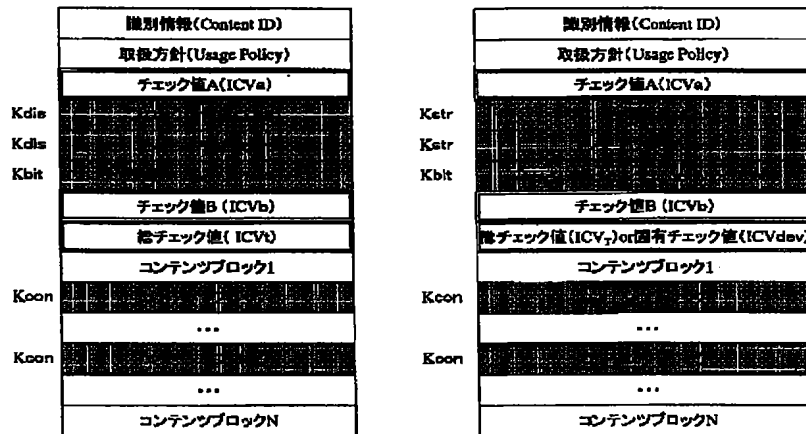 識別情報(Content ID)
取扱方針(Usage Policy)
チェック値A(ICVa)
Kdis
Kdis
Kbit
チェック値B (ICVb)
総チェック値( ICVt)
コンテンツブロック1
Kcon
...
Kcon
...
コンテンツブロックN
識別情報(Content ID)
取扱方針(Usage Policy)
チェック値A(ICVa)
Kstr
Kstr
Kbit
チェック値B (ICVb)
総チェック値(ICV_T)or固有チェック値(ICVdev)
コンテンツブロック1
Kcon
...
Kcon
...
コンテンツブロックN